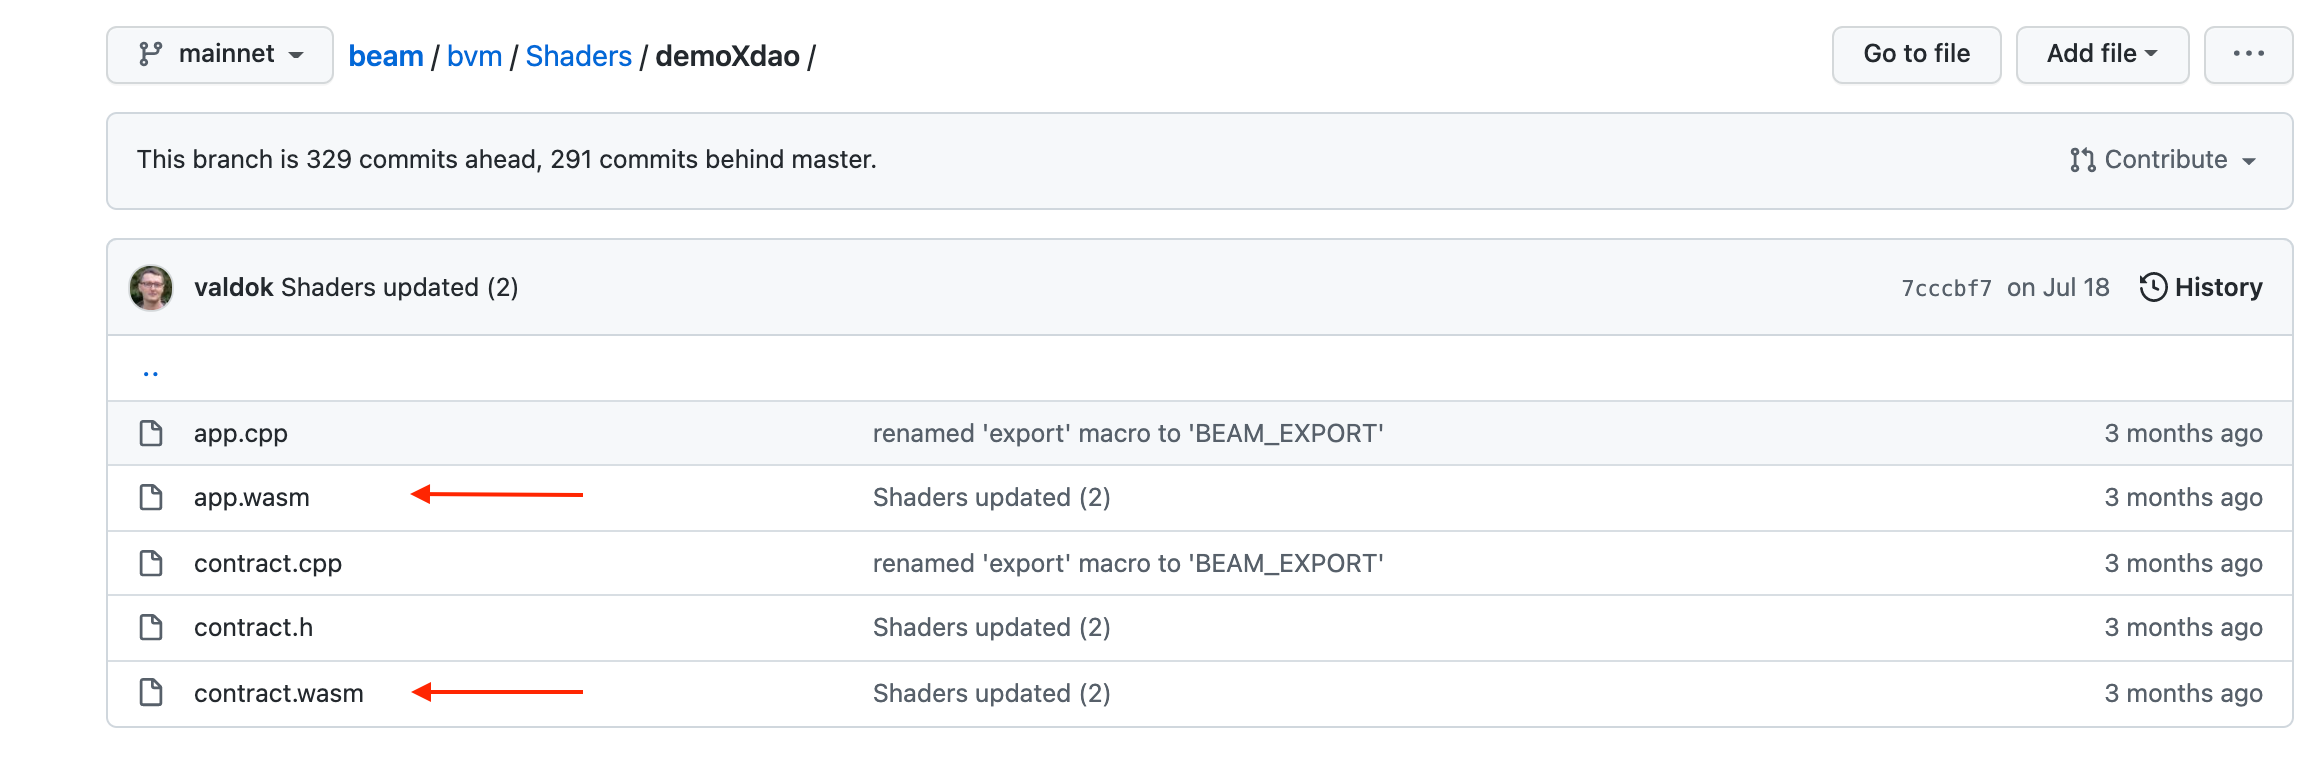 mainnet beam / bvm / Shaders / demoXdao / Go to file Add file ...
This branch is 329 commits ahead, 291 commits behind master. Contribute
valdok Shaders updated (2) 7cccbf7 on Jul 18 History
..
app.cpp renamed 'export' macro to 'BEAM_EXPORT' 3 months ago
app.wasm Shaders updated (2) 3 months ago
contract.cpp renamed 'export' macro to 'BEAM_EXPORT' 3 months ago
contract.h Shaders updated (2) 3 months ago
contract.wasm Shaders updated (2) 3 months ago